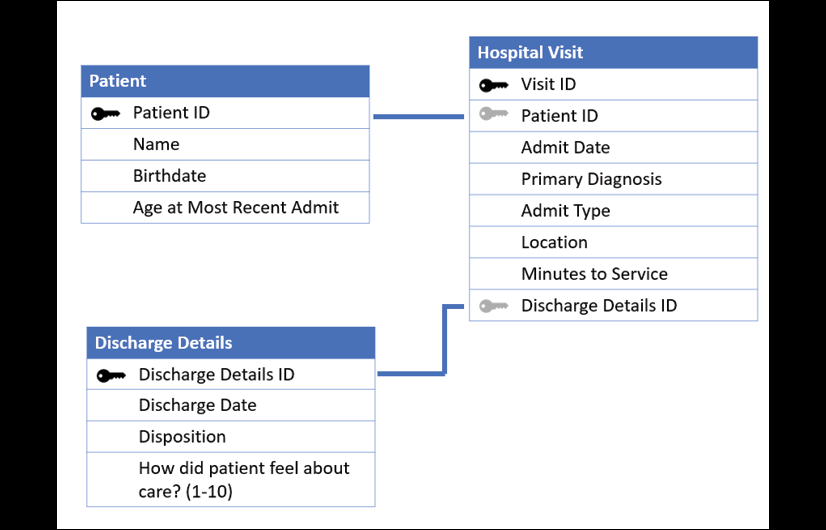 Patient
Patient ID
Name
Birthdate
Age at Most Recent Admit
Hospital Visit
Visit ID
Patient ID
Admit Date
Primary Diagnosis
Admit Type
Location
Minutes to Service
Discharge Details ID
Discharge Details
Discharge Details ID
Discharge Date
Disposition
How did patient feel about
care? (1-10)